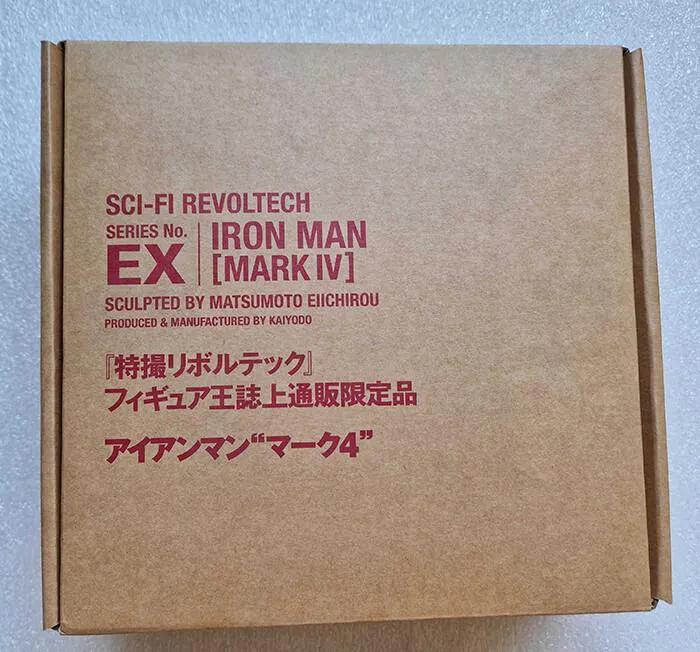 SCI-FI REVOLTECH
SERIES No.
EX
IRON MAN
[MARK IV]
SCULPTED BY MATSUMOTO EIICHIROU
PRODUCED & MANUFACTURED BY KAIYODO
『特撮リボルテック』
フィギュア王誌上通販限定品
アイアンマン“マーク4”